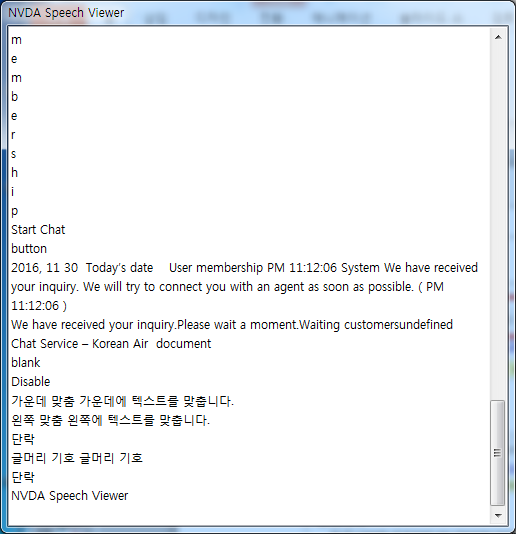 NVDA Speech Viewer
m
e
m
b
e
r
s
h
i
p
Start Chat
button
2016, 11 30  Today's date    User membership PM 11:12:06 System We have received
your inquiry. We will try to connect you with an agent as soon as possible. ( PM
11:12:06 )
We have received your inquiry.Please wait a moment.Waiting customersundefined
Chat Service – Korean Air  document
blank
Disable
가운데 맞춤 가운데에 텍스트를 맞춥니다.
왼쪽 맞춤 왼쪽에 텍스트를 맞춥니다.
단락
글머리 기호 글머리 기호
단락
NVDA Speech Viewer